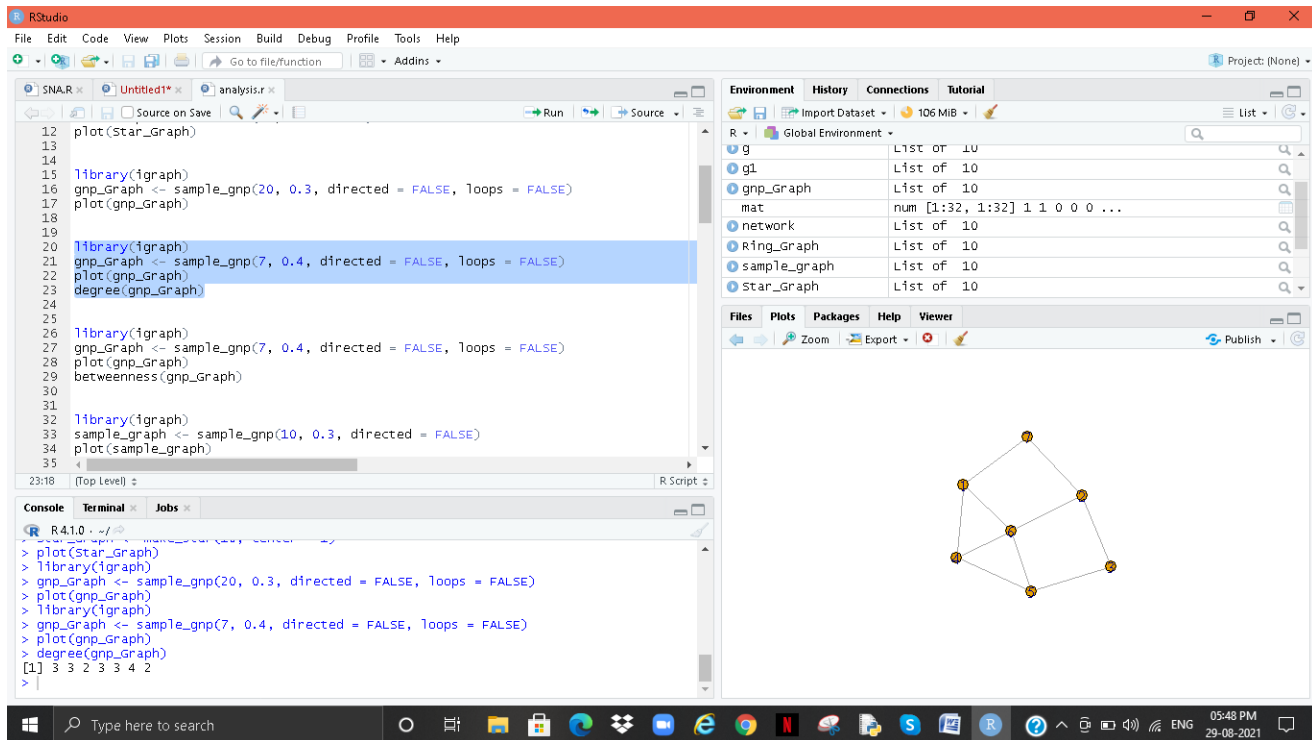 RStudio
File Edit Code View Plots Session Build Debug Profile Tools Help
Go to file/function Addins Project: (None)
SNA.R Untitled1* analysis.r
Source on Save Run Source
12 plot(Star_Graph)
13
14
15 library(igraph)
16 gnp_Graph <- sample_gnp(20, 0.3, directed = FALSE, loops = FALSE)
17 plot(gnp_Graph)
18
19
20 library(igraph)
21 gnp_Graph <- sample_gnp(7, 0.4, directed = FALSE, loops = FALSE)
22 plot(gnp_Graph)
23 degree(gnp_Graph)
24
25
26 library(igraph)
27 gnp_Graph <- sample_gnp(7, 0.4, directed = FALSE, loops = FALSE)
28 plot(gnp_Graph)
29 betweenness(gnp_Graph)
30
31
32 library(igraph)
33 sample_graph <- sample_gnp(10, 0.3, directed = FALSE)
34 plot(sample_graph)
35
23:18 (Top Level) R Script
Console Terminal Jobs
R 4.1.0 · ~/
> plot(Star_Graph)
> library(igraph)
> gnp_Graph <- sample_gnp(20, 0.3, directed = FALSE, loops = FALSE)
> plot(gnp_Graph)
> library(igraph)
> gnp_Graph <- sample_gnp(7, 0.4, directed = FALSE, loops = FALSE)
> plot(gnp_Graph)
> degree(gnp_Graph)
[1] 3 3 2 3 3 4 2
>
Environment History Connections Tutorial
Import Dataset 106 MiB List
R Global Environment
g List of 10
g1 List of 10
gnp_Graph List of 10
mat num [1:32, 1:32] 1 1 0 0 0 ...
network List of 10
Ring_Graph List of 10
sample_graph List of 10
Star_Graph List of 10
Files Plots Packages Help Viewer
Zoom Export Publish
7
1
2
6
4
3
5
Type here to search
ENG 05:48 PM
29-08-2021